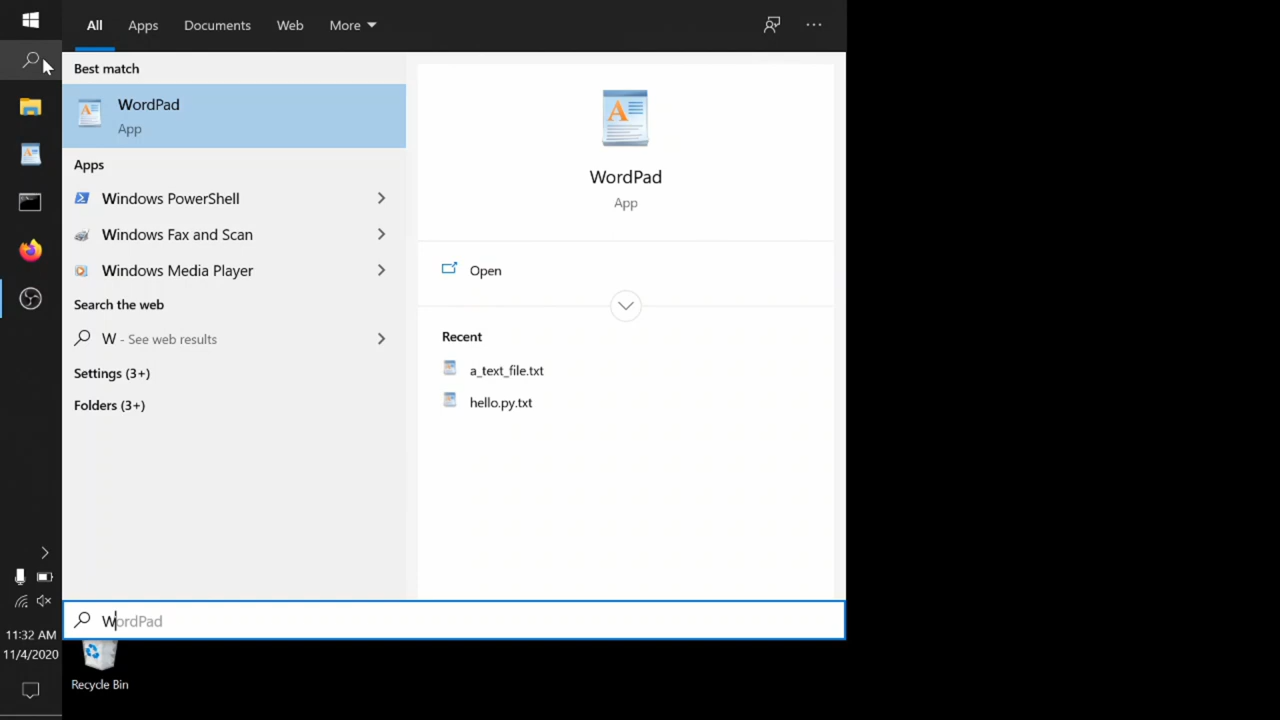 All Apps Documents Web More
Best match
WordPad
App
Apps
Windows PowerShell
Windows Fax and Scan
Windows Media Player
Search the web
W - See web results
Settings (3+)
Folders (3+)
WordPad
App
Open
Recent
a_text_file.txt
hello.py.txt
WordPad
11:32 AM
11/4/2020
Recycle Bin